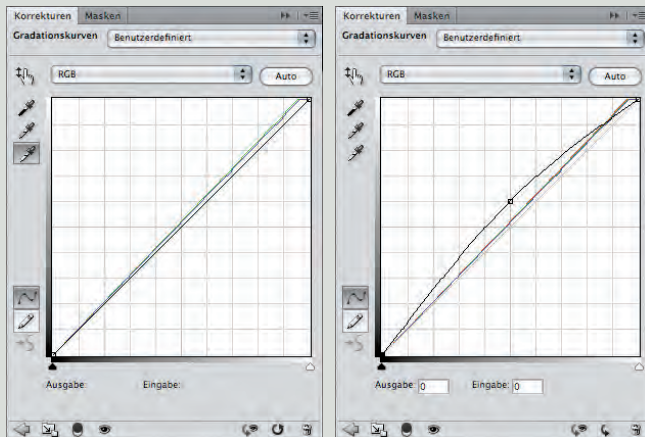 Korrekturen Masken
Gradationskurven Benutzerdefiniert
RGB Auto
Ausgabe: Eingabe:
Korrekturen Masken
Gradationskurven Benutzerdefiniert
RGB Auto
Ausgabe: 0 Eingabe: 0